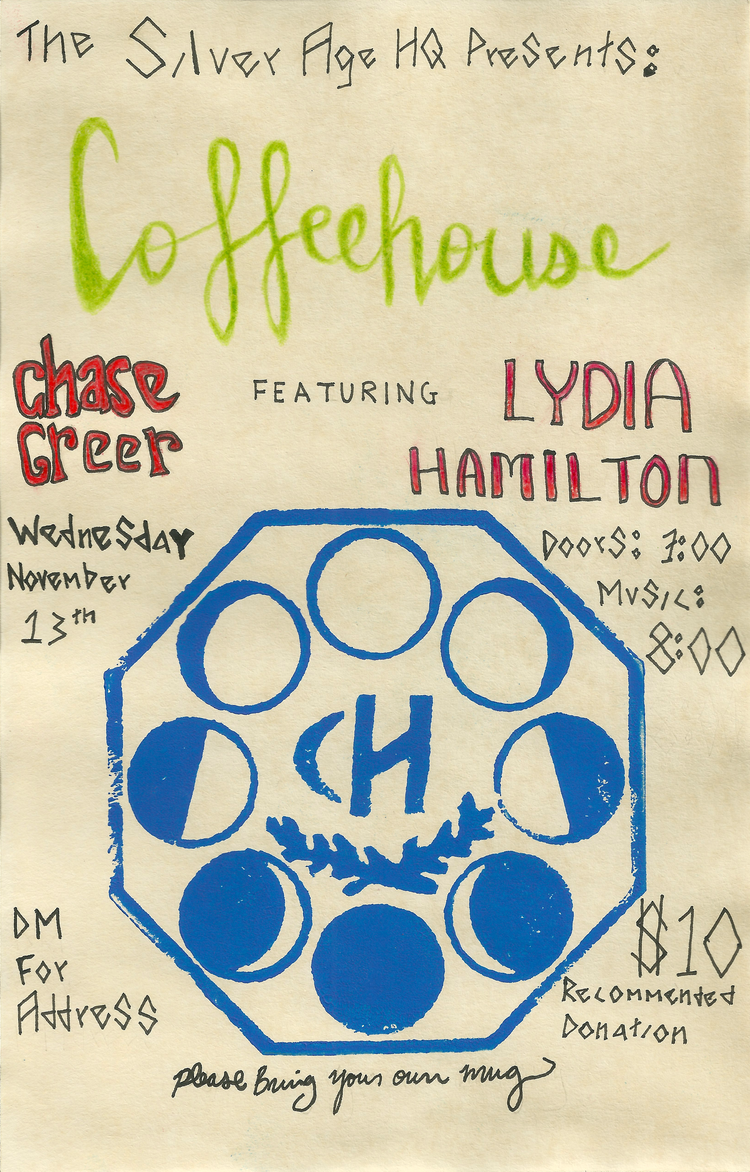 The Silver Age HQ Presents:
Coffeehouse
Chase
Greer
FEATURING
LYDIA
HAMILTON
Wednesday
November
13th
Doors: 7:00
Music:
8:00
CH
DM
For
Address
$10
Recommended
Donation
please Bring your own mug